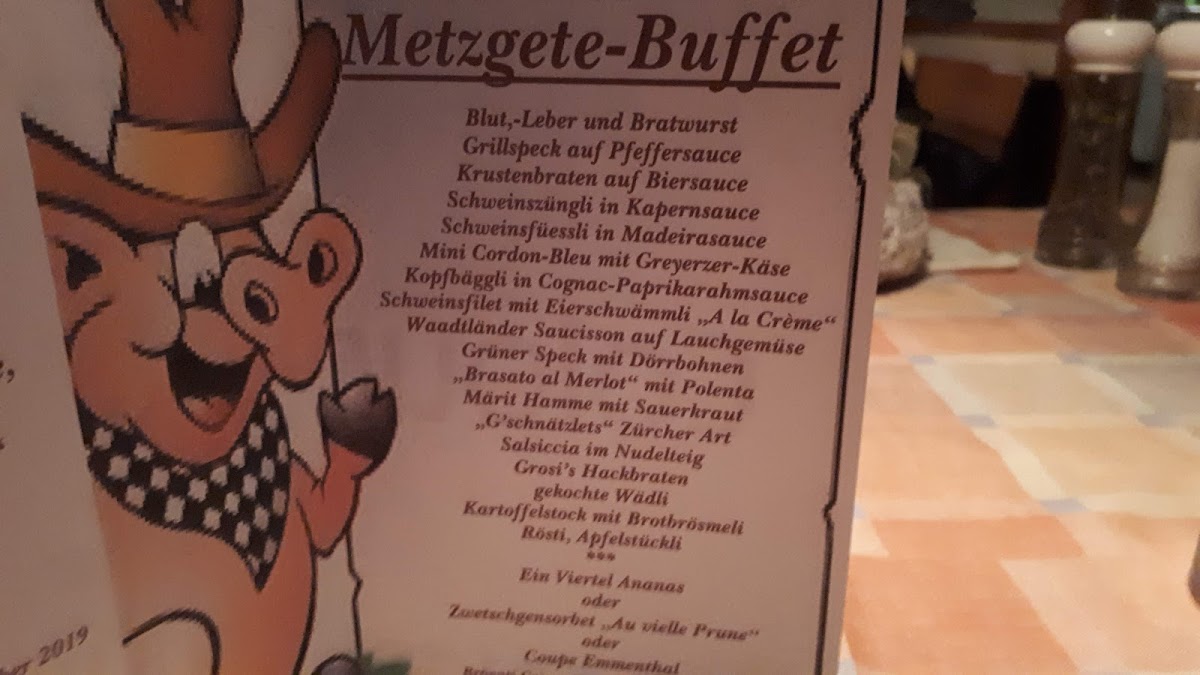 Metzgete-Buffet
Blut,-Leber und Bratwurst
Grillspeck auf Pfeffersauce
Krustenbraten auf Biersauce
Schweinszüngli in Kapernsauce
Schweinsfüessli in Madeirasauce
Mini Cordon-Bleu mit Greyerzer-Käse
Kopfbäggli in Cognac-Paprikarahmsauce
Schweinsfilet mit Eierschwämmli „A la Crème“
Waadtländer Saucisson auf Lauchgemüse
Grüner Speck mit Dörrbohnen
„Brasato al Merlot“ mit Polenta
Märit Hamme mit Sauerkraut
„G'schnätzlets“ Zürcher Art
Salsiccia im Nudelteig
Grosi's Hackbraten
gekochte Wädli
Kartoffelstock mit Brotbrösmeli
Rösti, Apfelstückli
***
Ein Viertel Ananas
oder
Zwetschgensorbet „Au vielle Prune“
oder
Coupe Emmenthal
2019